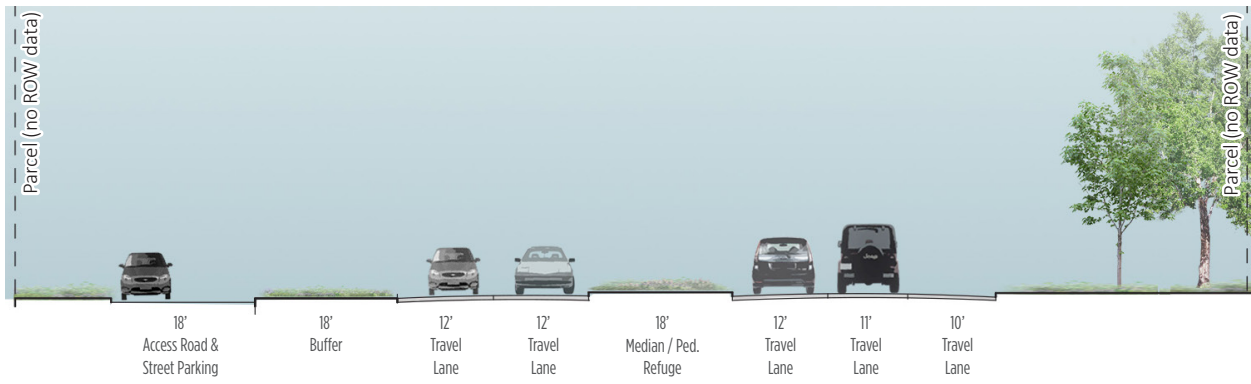 Parcel (no ROW data)
Parcel (no ROW data)
Jeep
18'
Access Road &
Street Parking
18'
Buffer
12'
Travel
Lane
12'
Travel
Lane
18'
Median / Ped.
Refuge
12'
Travel
Lane
11'
Travel
Lane
10'
Travel
Lane